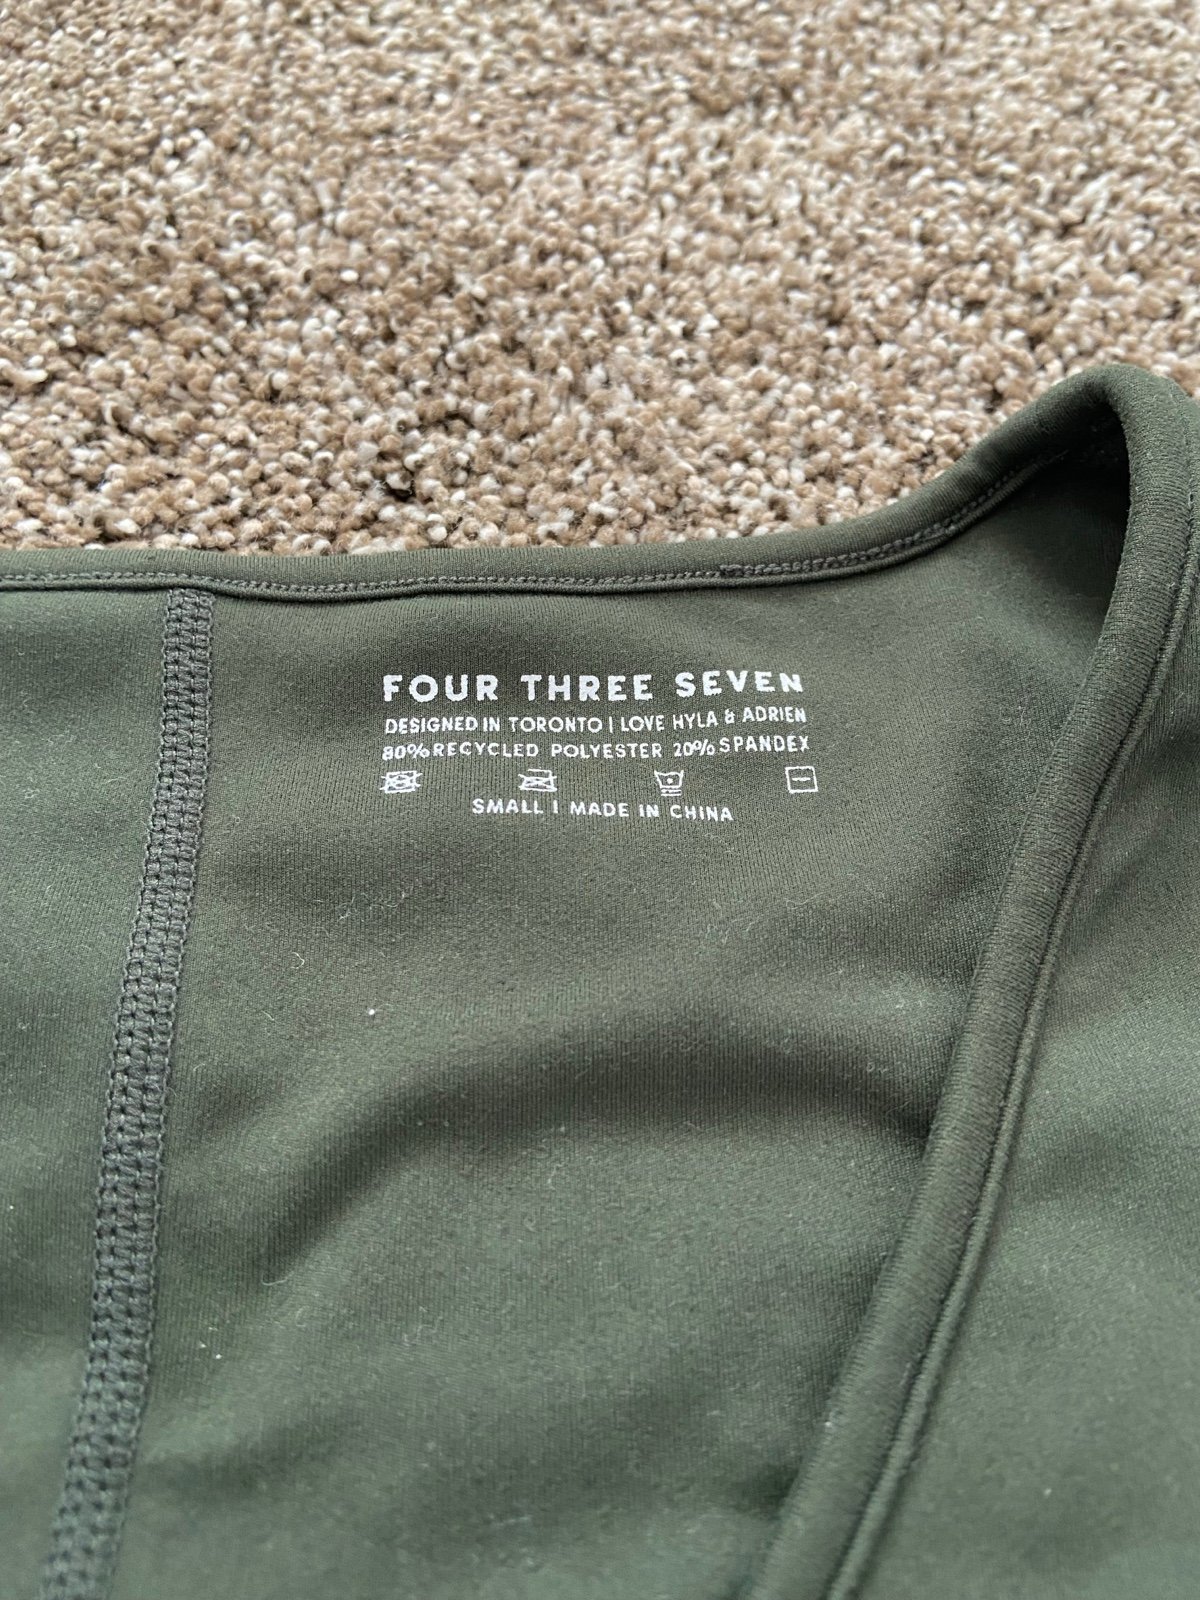 FOUR THREE SEVEN
DESIGNED IN TORONTO | LOVE HYLA & ADRIEN
80% RECYCLED POLYESTER 20% SPANDEX
SMALL | MADE IN CHINA